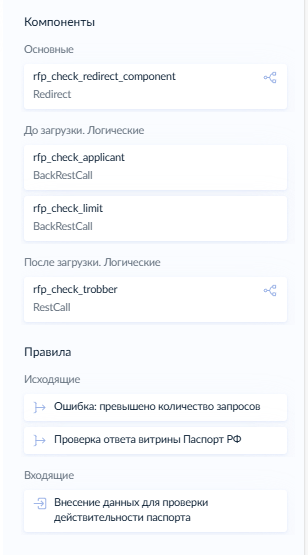 Компоненты
Основные
rfp_check_redirect_component
Redirect
До загрузки. Логические
rfp_check_applicant
BackRestCall
rfp_check_limit
BackRestCall
После загрузки. Логические
rfp_check_trobber
RestCall
Правила
Исходящие
Ошибка: превышено количество запросов
Проверка ответа витрины Паспорт РФ
Входящие
Внесение данных для проверки
действительности паспорта